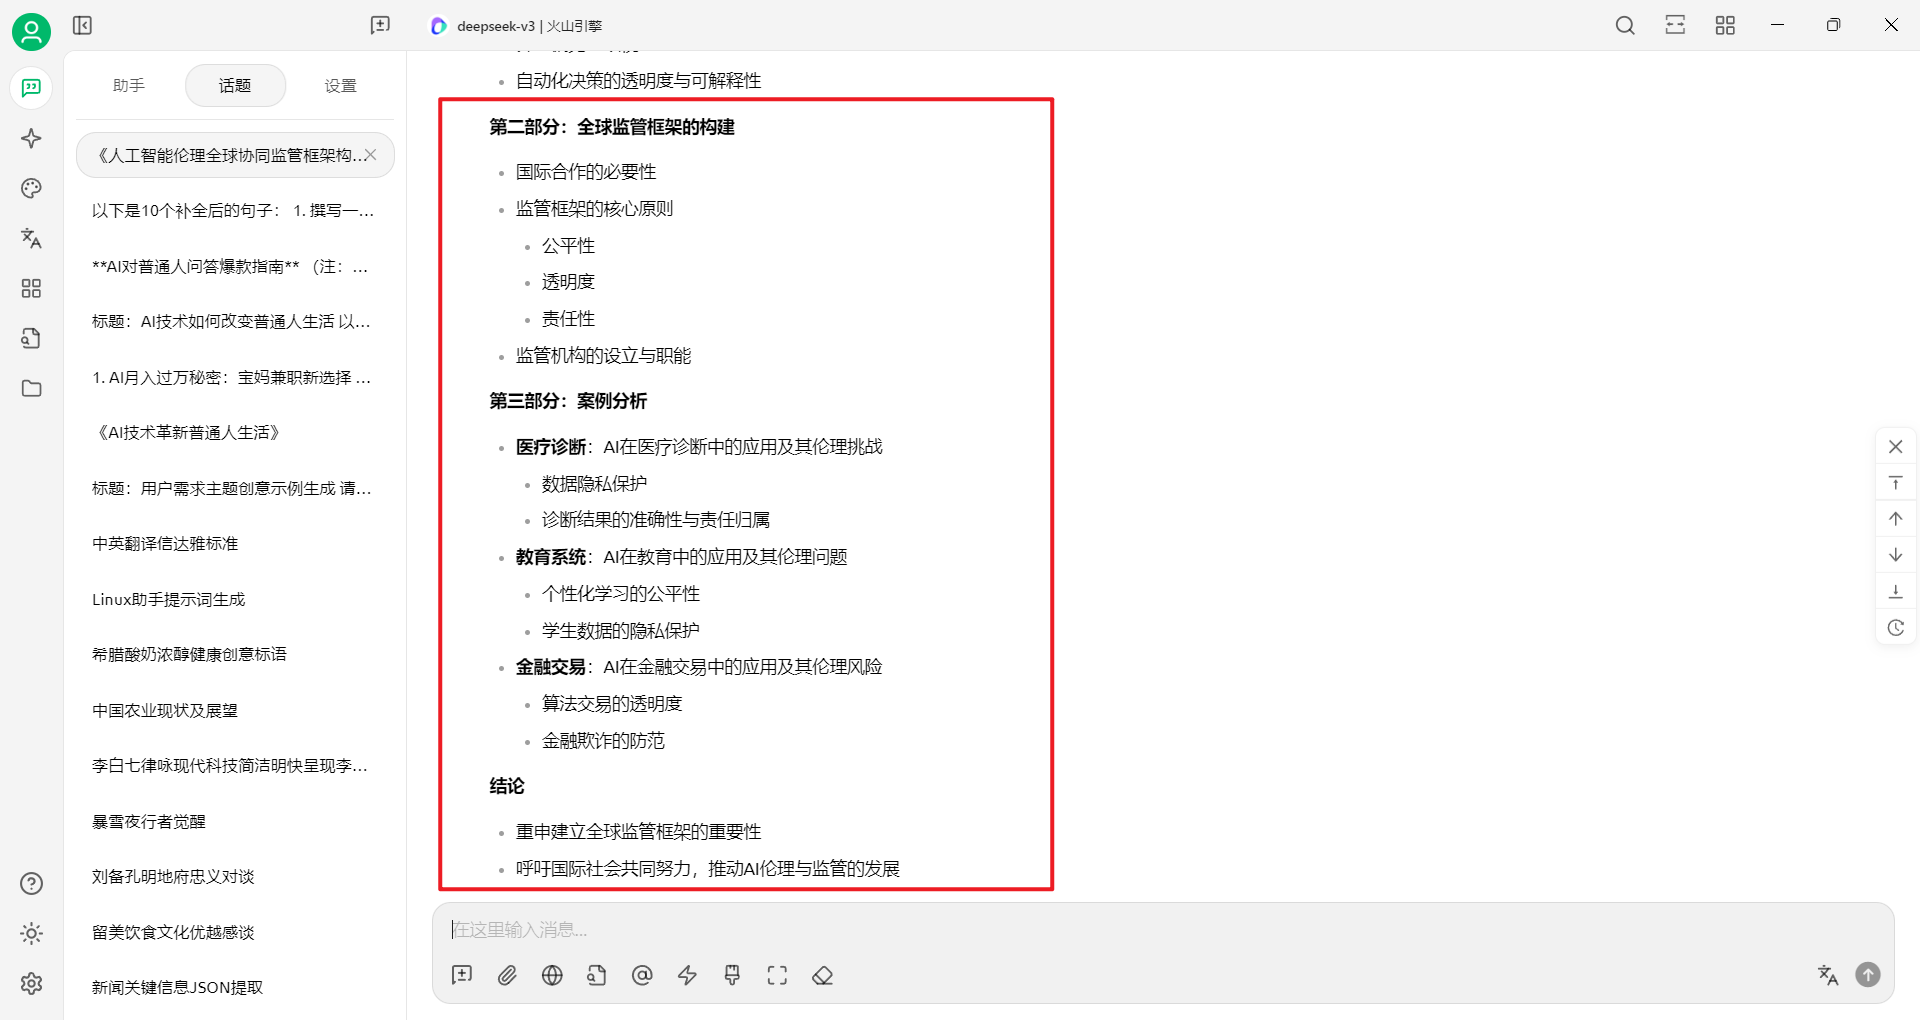 deepseek-v3 | 火山引擎
助手
话题
设置
《人工智能伦理全球协同监管框架构...
以下是10个补全后的句子： 1. 撰写一...
**AI对普通人问答爆款指南** （注：...
标题：AI技术如何改变普通人生活 以...
1. AI月入过万秘密：宝妈兼职新选择 ...
《AI技术革新普通人生活》
标题：用户需求主题创意示例生成 请...
中英翻译信达雅标准
Linux助手提示词生成
希腊酸奶浓醇健康创意标语
中国农业现状及展望
李白七律咏现代科技简洁明快呈现李...
暴雪夜行者觉醒
刘备孔明地府忠义对谈
留美饮食文化优越感谈
新闻关键信息JSON提取
自动化决策的透明度与可解释性
第二部分：全球监管框架的构建
国际合作的必要性
监管框架的核心原则
公平性
透明度
责任性
监管机构的设立与职能
第三部分：案例分析
医疗诊断：AI在医疗诊断中的应用及其伦理挑战
数据隐私保护
诊断结果的准确性与责任归属
教育系统：AI在教育中的应用及其伦理问题
个性化学习的公平性
学生数据的隐私保护
金融交易：AI在金融交易中的应用及其伦理风险
算法交易的透明度
金融欺诈的防范
结论
重申建立全球监管框架的重要性
呼吁国际社会共同努力，推动AI伦理与监管的发展
在这里输入消息...